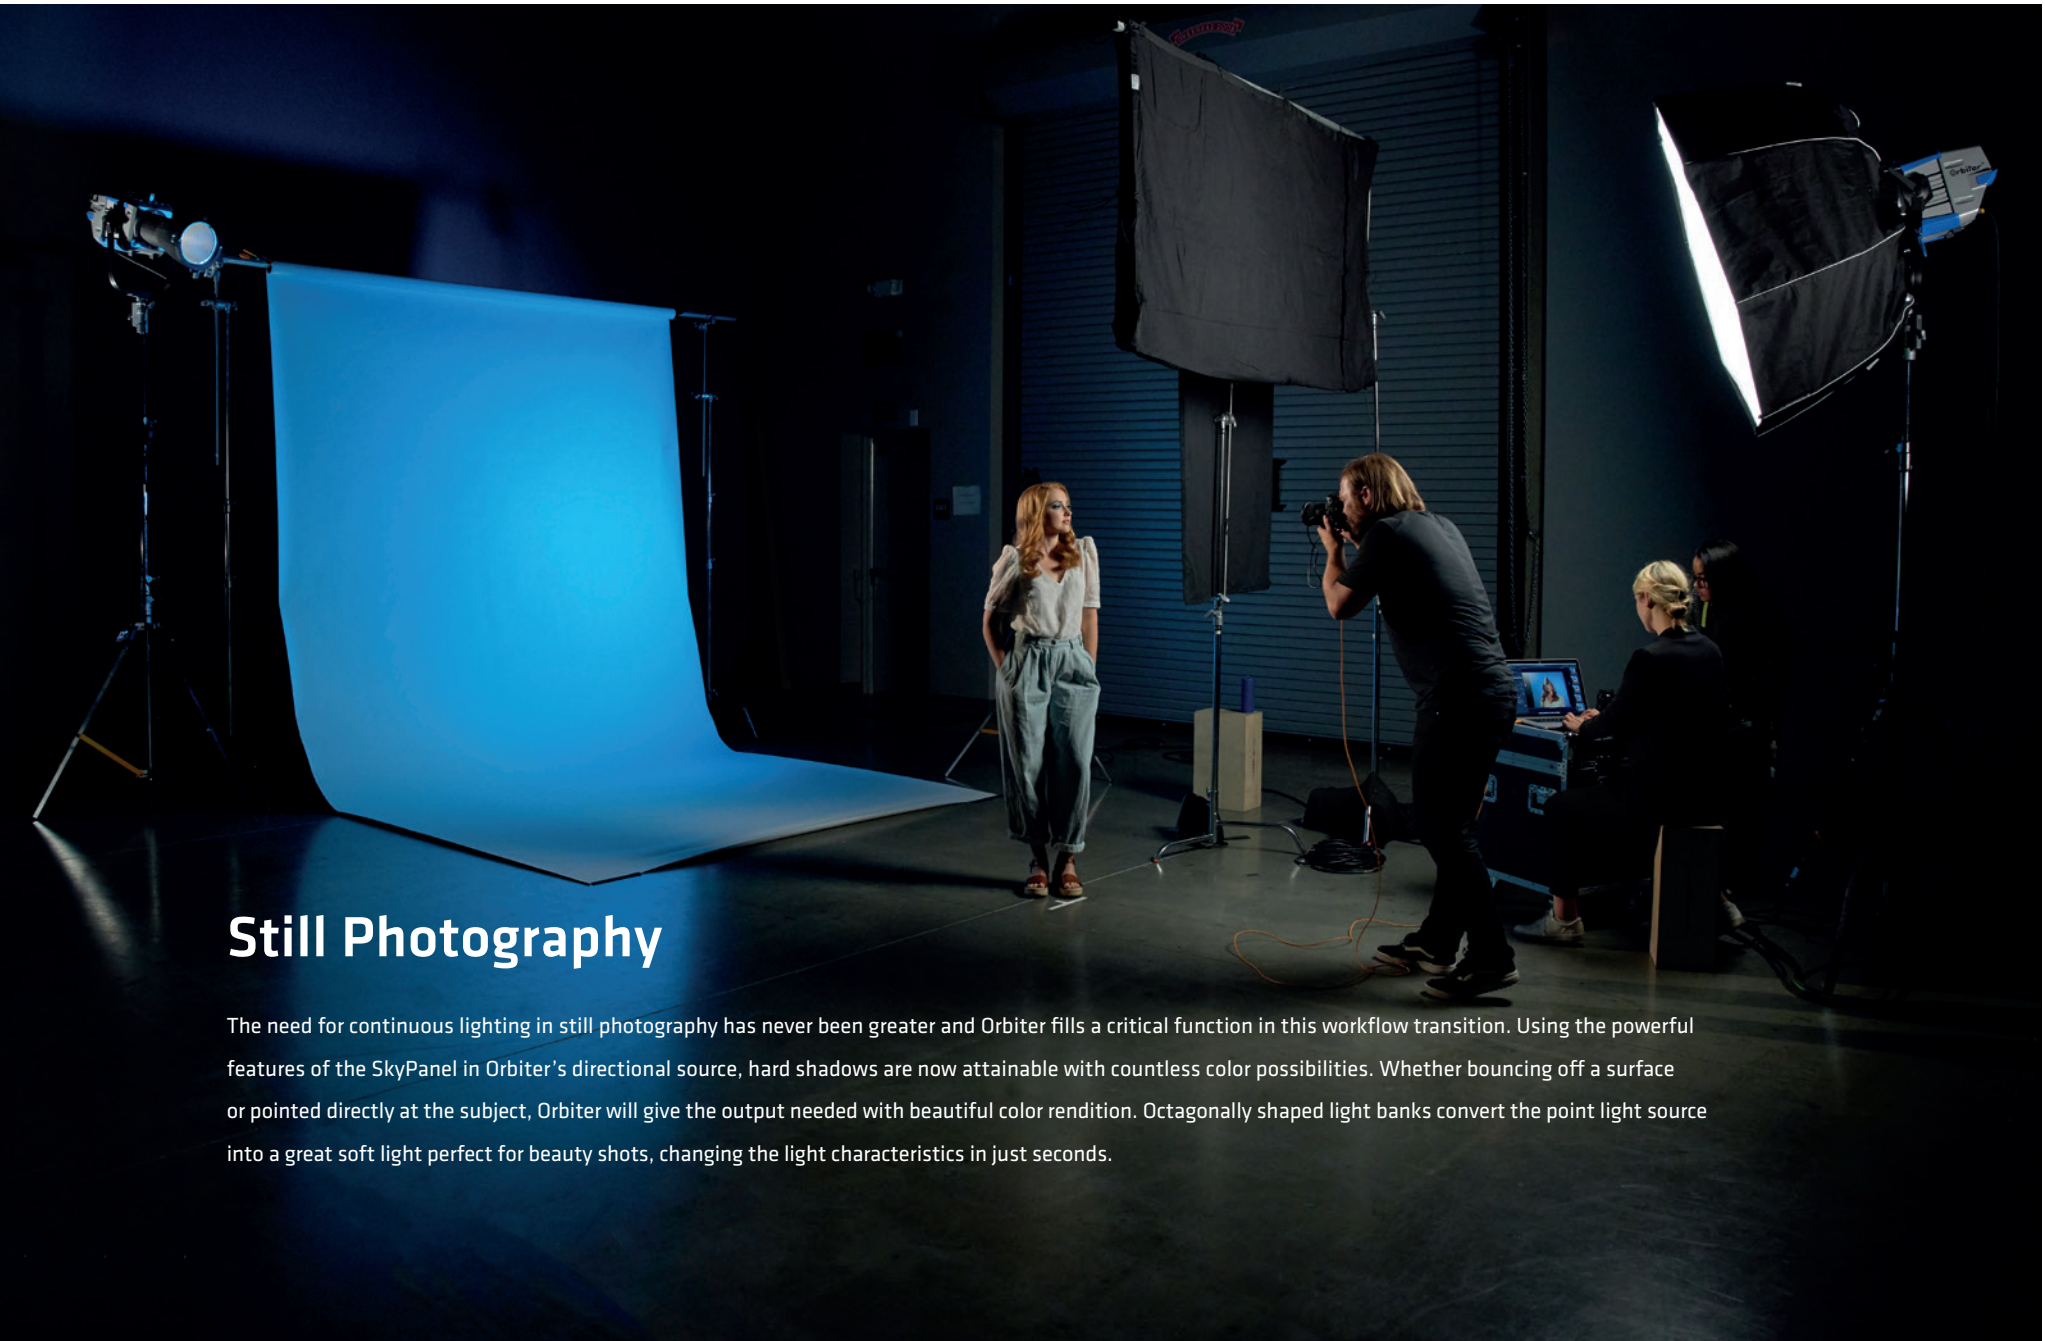 Orbiter
Still Photography
The need for continuous lighting in still photography has never been greater and Orbiter fills a critical function in this workflow transition. Using the powerful
features of the SkyPanel in Orbiter’s directional source, hard shadows are now attainable with countless color possibilities. Whether bouncing off a surface
or pointed directly at the subject, Orbiter will give the output needed with beautiful color rendition. Octagonally shaped light banks convert the point light source
into a great soft light perfect for beauty shots, changing the light characteristics in just seconds.